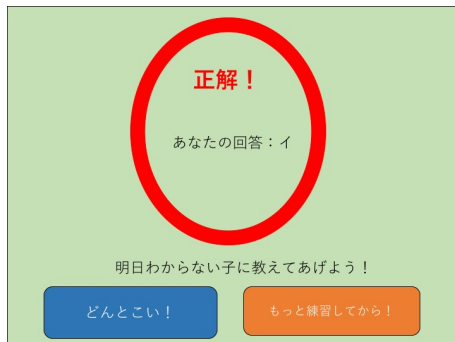 正解！
あなたの回答：イ
明日わからない子に教えてあげよう！
どんとこい！
もっと練習してから！